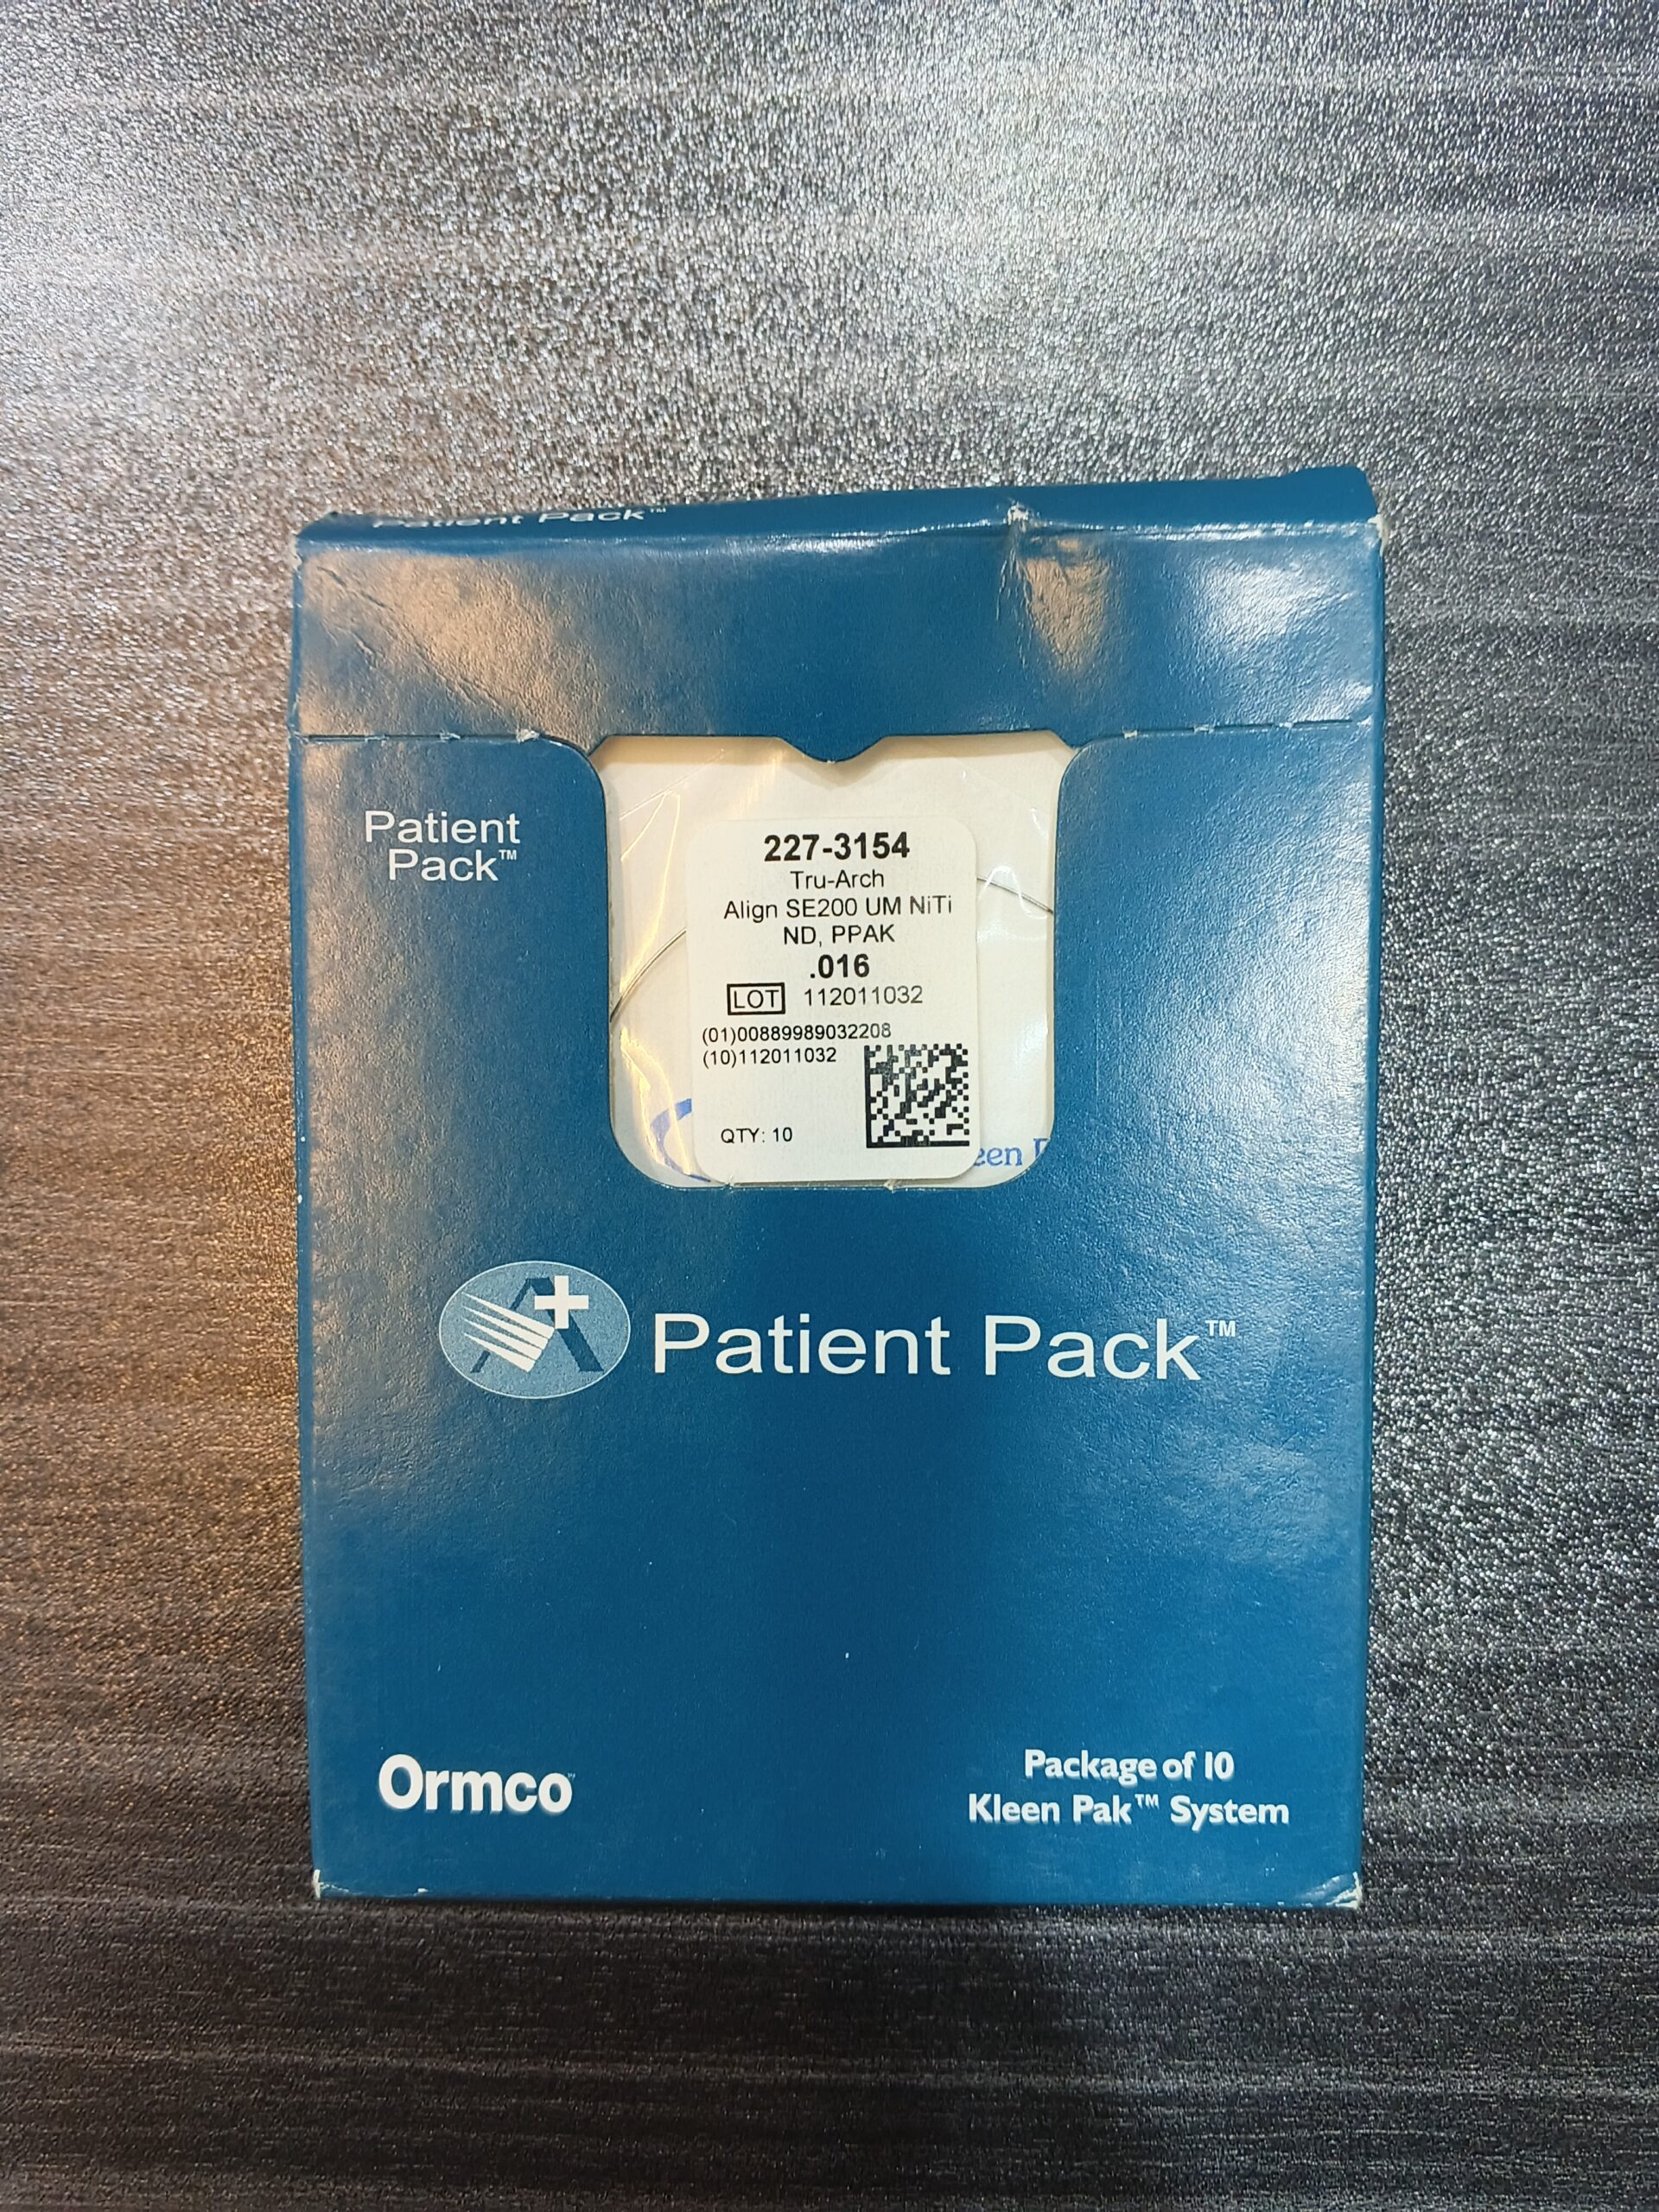 Patient Pack™
Patient
Pack™
227-3154
Tru-Arch
Align SE200 UM NiTi
ND, PPAK
.016
LOT 112011032
(01)00889989032208
(10)112011032
QTY: 10
een
Patient Pack™
Ormco
Package of 10
Kleen Pak™ System